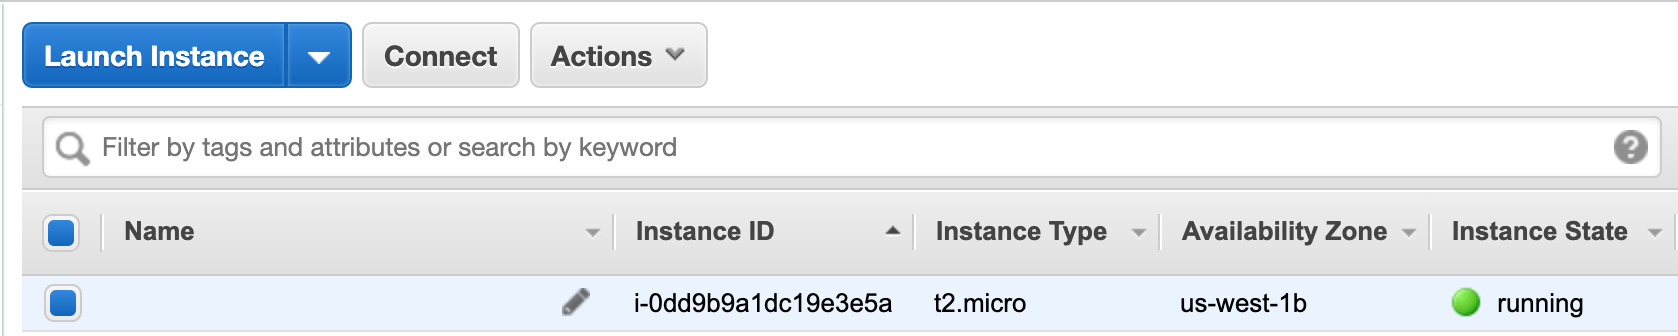 Launch Instance Connect Actions
Filter by tags and attributes or search by keyword ?
Name Instance ID Instance Type Availability Zone Instance State
i-0dd9b9a1dc19e3e5a t2.micro us-west-1b running